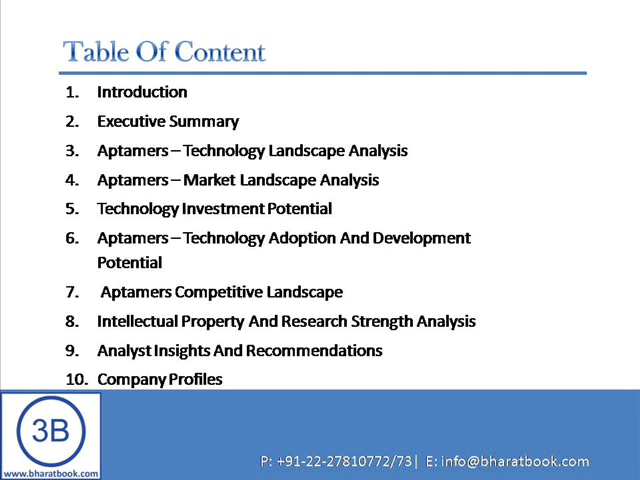 Table Of Content
1. Introduction
2. Executive Summary
3. Aptamers – Technology Landscape Analysis
4. Aptamers – Market Landscape Analysis
5. Technology Investment Potential
6. Aptamers – Technology Adoption And Development
Potential
7. Aptamers Competitive Landscape
8. Intellectual Property And Research Strength Analysis
9. Analyst Insights And Recommendations
10. Company Profiles
3B
www.bharatbook.com
P: +91-22-27810772/73| E: info@bharatbook.com